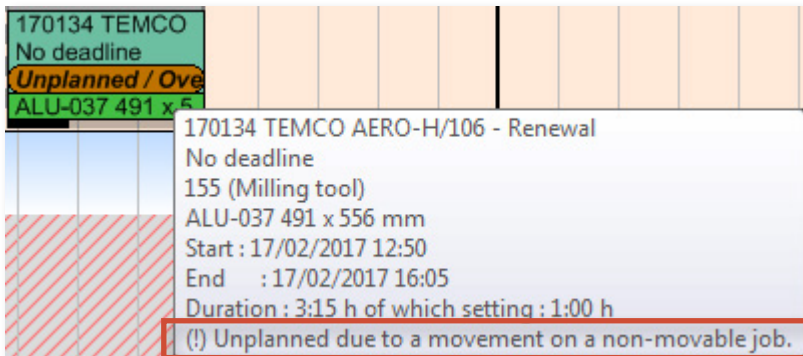 170134 TEMCO
No deadline
Unplanned / Ove
ALU-037 491 x 5
170134 TEMCO AERO-H/106 - Renewal
No deadline
155 (Milling tool)
ALU-037 491 x 556 mm
Start : 17/02/2017 12:50
End : 17/02/2017 16:05
Duration : 3:15 h of which setting : 1:00 h
(!) Unplanned due to a movement on a non-movable job.